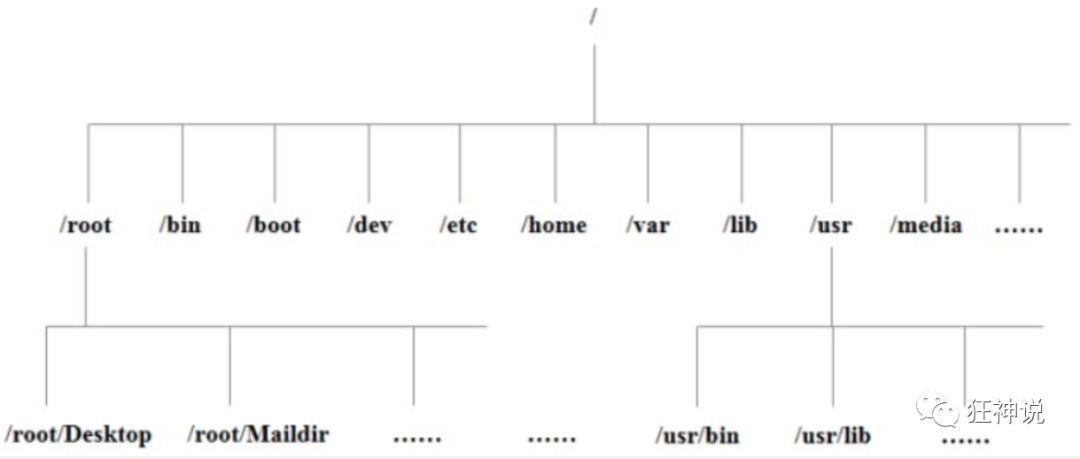 /
/root /bin /boot /dev /etc /home /var /lib /usr /media ……
/root/Desktop /root/Maildir …… …… /usr/bin /usr/lib ……
狂神说